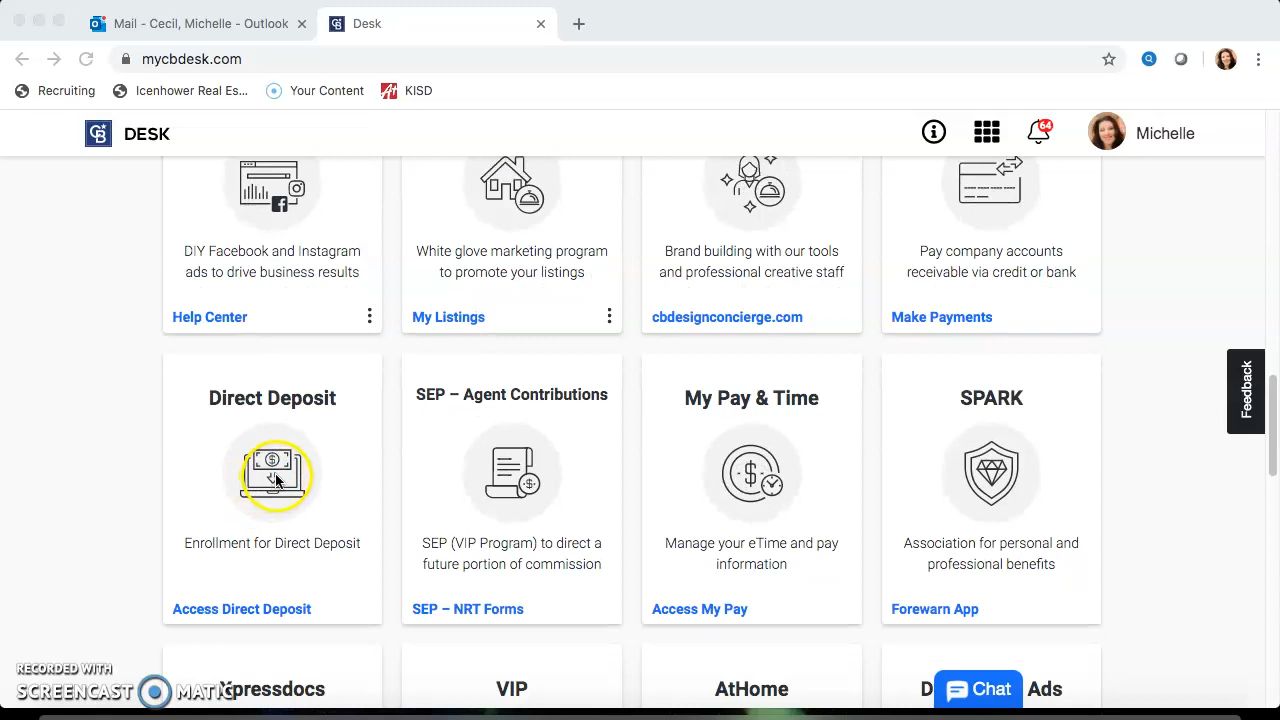 Mail - Cecil, Michelle - Outlook
Desk
mycbdesk.com
Recruiting
Icenhower Real Es...
Your Content
KISD
DESK
64
Michelle
DIY Facebook and Instagram
ads to drive business results
Help Center
White glove marketing program
to promote your listings
My Listings
Brand building with our tools
and professional creative staff
cbdesignconcierge.com
Pay company accounts
receivable via credit or bank
Make Payments
Feedback
Direct Deposit
Enrollment for Direct Deposit
Access Direct Deposit
SEP – Agent Contributions
SEP (VIP Program) to direct a
future portion of commission
SEP – NRT Forms
My Pay & Time
Manage your eTime and pay
information
Access My Pay
SPARK
Association for personal and
professional benefits
Forewarn App
RECORDED WITH
SCREENCAST MATIC
Xpressdocs
VIP
AtHome
Ads
Chat